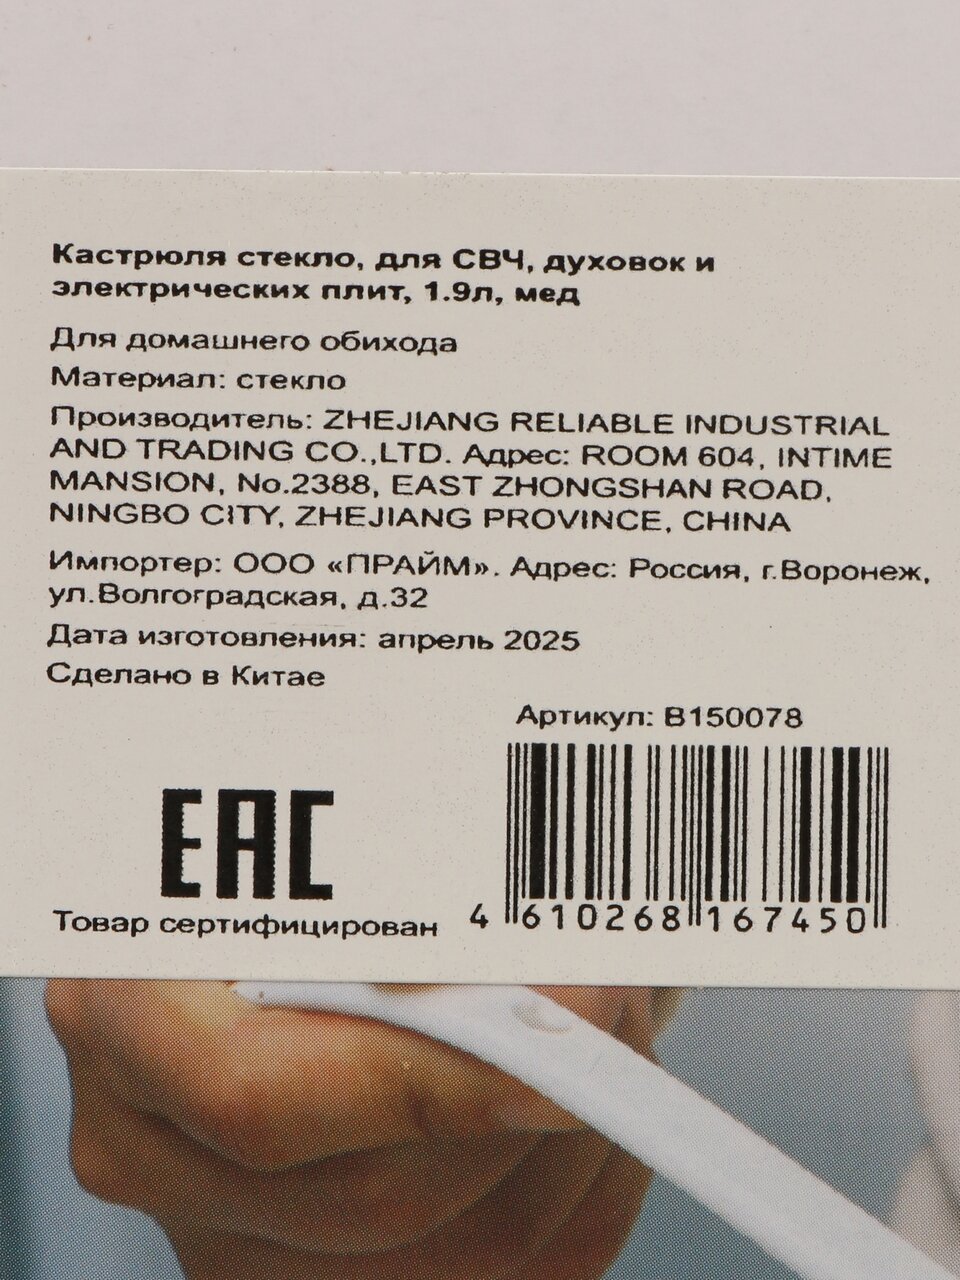 Кастрюля стекло, для СВЧ, духовок и
электрических плит, 1.9л, мед
Для домашнего обихода
Материал: стекло
Производитель: ZHEJIANG RELIABLE INDUSTRIAL
AND TRADING CO.,LTD. Адрес: ROOM 604, INTIME
MANSION, No.2388, EAST ZHONGSHAN ROAD,
NINGBO CITY, ZHEJIANG PROVINCE, CHINA
Импортер: ООО «ПРАЙМ». Адрес: Россия, г.Воронеж,
ул.Волгоградская, д.32
Дата изготовления: апрель 2025
Сделано в Китае
Артикул: В150078
EAC
Товар сертифицирован
4 610268 167450